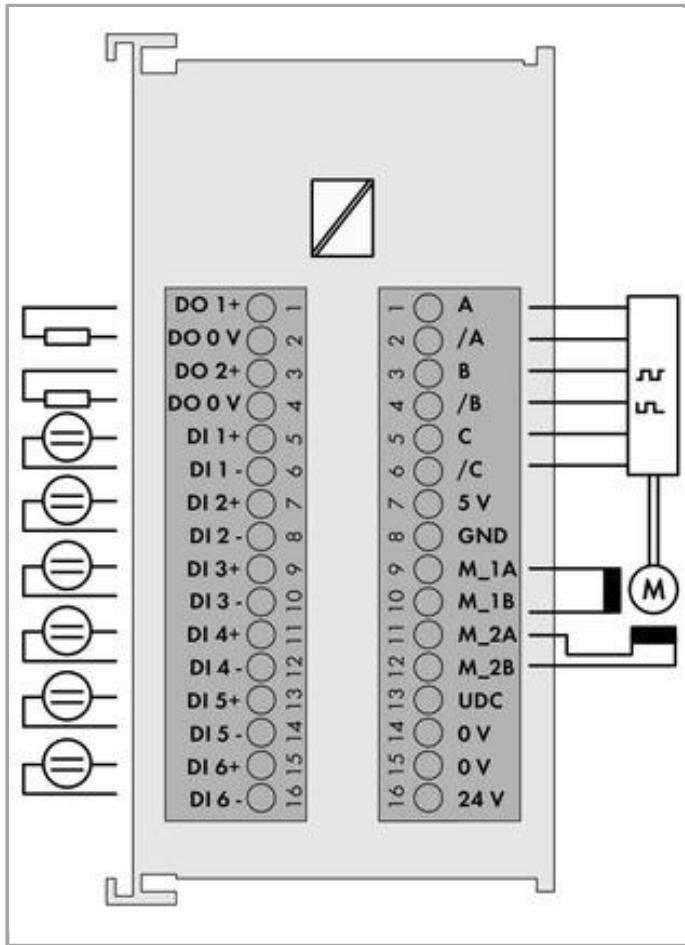 DO 1+ 1 1 A
DO 0 V 2 2 /A
DO 2+ 3 3 B
DO 0 V 4 4 /B
DI 1+ 5 5 C
DI 1 - 6 6 /C
DI 2+ 7 7 5 V
DI 2 - 8 8 GND
DI 3+ 9 9 M_1A
DI 3 - 10 10 M_1B
DI 4+ 11 11 M_2A
DI 4 - 12 12 M_2B
DI 5+ 13 13 UDC
DI 5 - 14 14 0 V
DI 6+ 15 15 0 V
DI 6 - 16 16 24 V
M